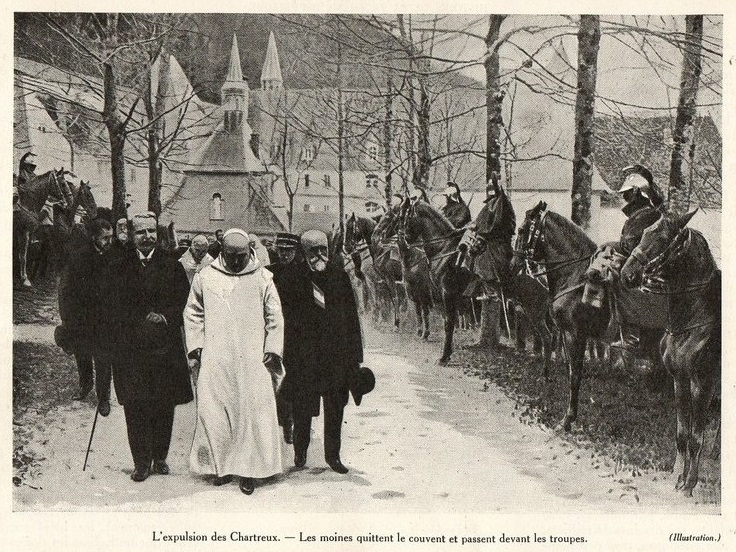 L'expulsion des Chartreux. — Les moines quittent le couvent et passent devant les troupes. (Illustration.)